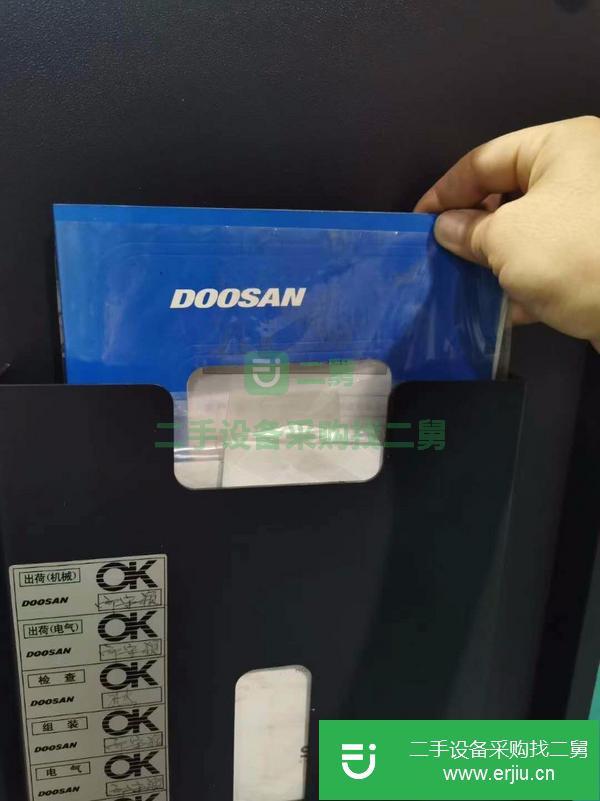 DOOSAN
二舅
二手设备采购找二舅
出荷(机械) OK
DOOSAN
出荷(电气) OK
DOOSAN
检 查 OK
DOOSAN
组 装 OK
DOOSAN
电 气 OK
DOOSAN
二手设备采购找二舅
www.erjiu.cn